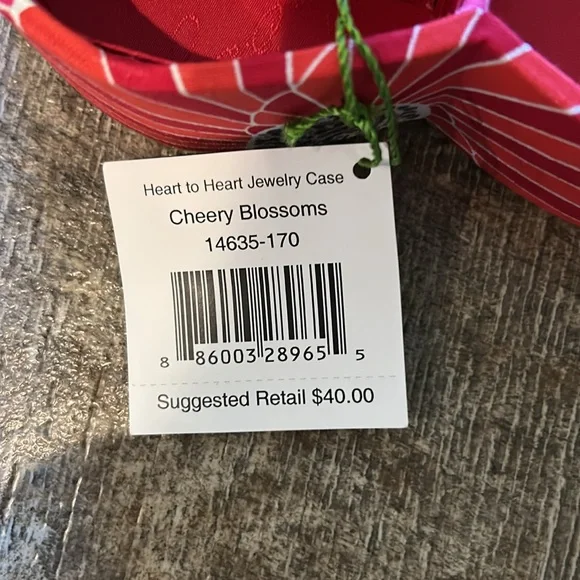 Heart to Heart Jewelry Case
Cheery Blossoms
14635-170
8 86003 28965 5
Suggested Retail $40.00